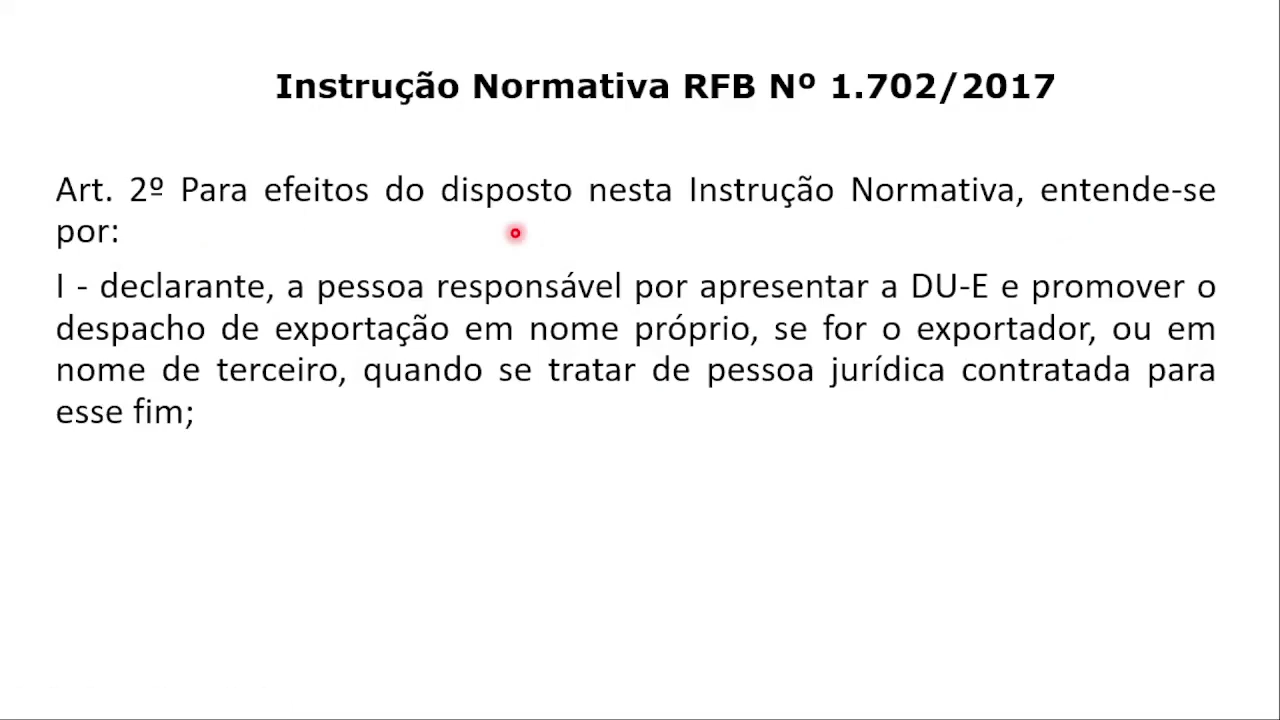 Instrução Normativa RFB Nº 1.702/2017
Art. 2º Para efeitos do disposto nesta Instrução Normativa, entende-se
por:
I - declarante, a pessoa responsável por apresentar a DU-E e promover o
despacho de exportação em nome próprio, se for o exportador, ou em
nome de terceiro, quando se tratar de pessoa jurídica contratada para
esse fim;